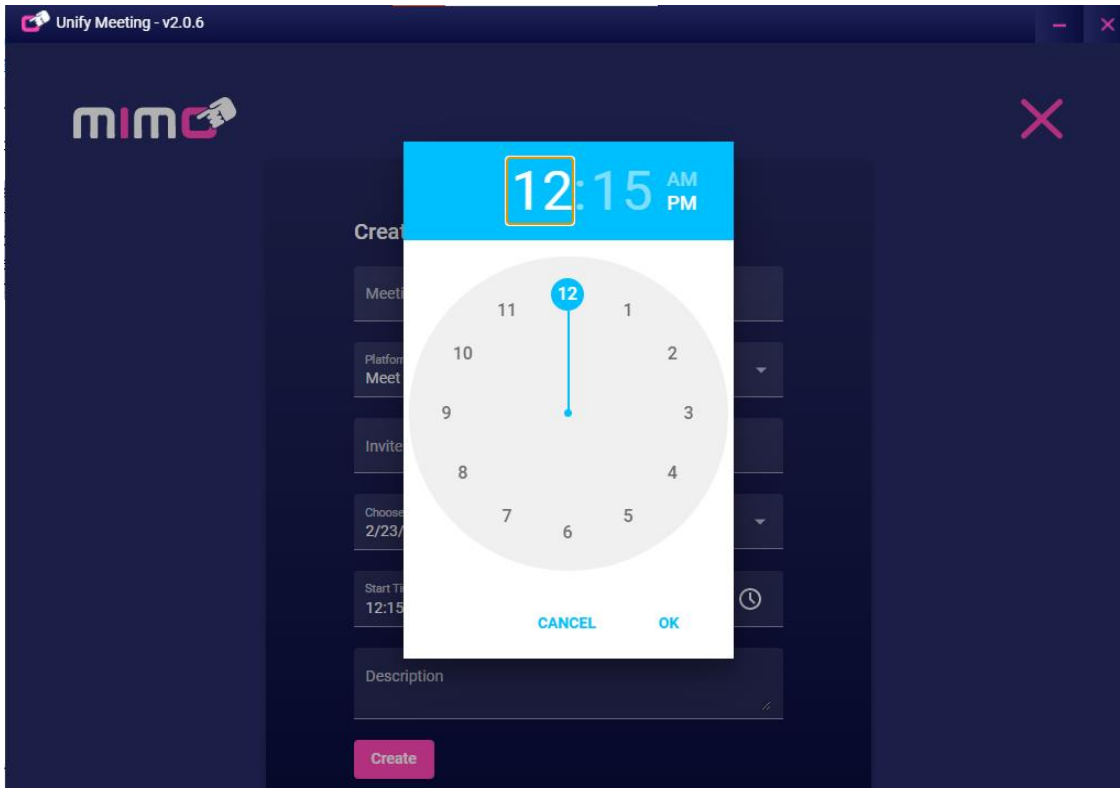 Unify Meeting - v2.0.6
mimo
12:15 AM PM
Creat
Meeti
Platform
Meet
Invite
Choose
2/23/
Start Ti
12:15
Description
Create
12
11
1
10
2
9
3
8
4
7
5
6
CANCEL OK